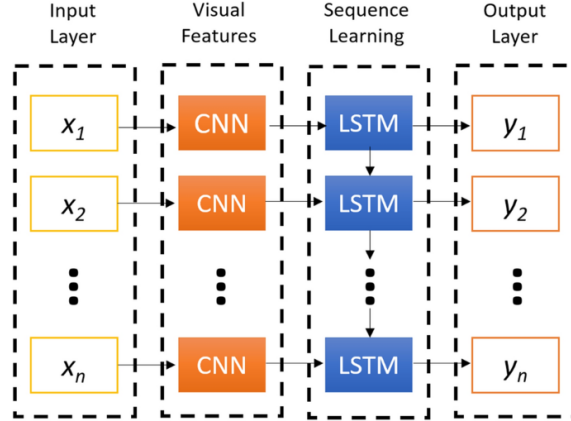 Input
Layer
Visual
Features
Sequence
Learning
Output
Layer
x1
CNN
LSTM
y1
x2
CNN
LSTM
y2
xn
CNN
LSTM
yn